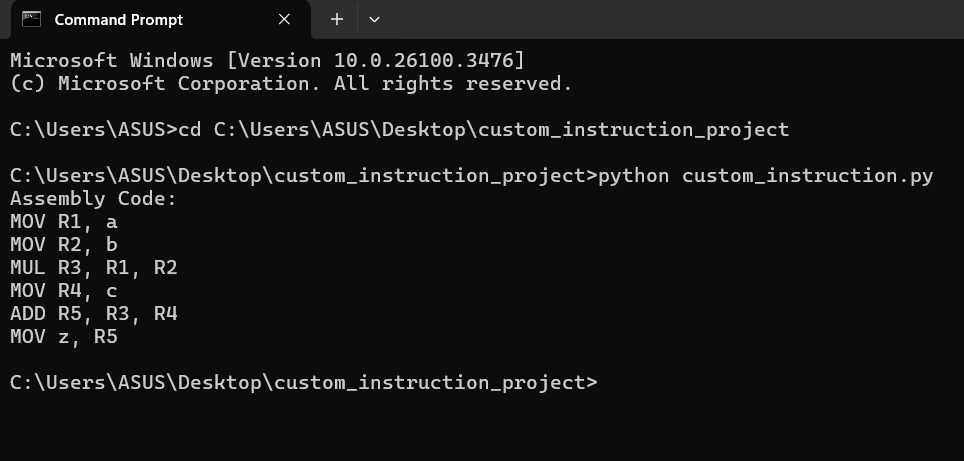 Command Prompt
Microsoft Windows [Version 10.0.26100.3476]
(c) Microsoft Corporation. All rights reserved.
C:\Users\ASUS>cd C:\Users\ASUS\Desktop\custom_instruction_project
C:\Users\ASUS\Desktop\custom_instruction_project>python custom_instruction.py
Assembly Code:
MOV R1, a
MOV R2, b
MUL R3, R1, R2
MOV R4, c
ADD R5, R3, R4
MOV z, R5
C:\Users\ASUS\Desktop\custom_instruction_project>